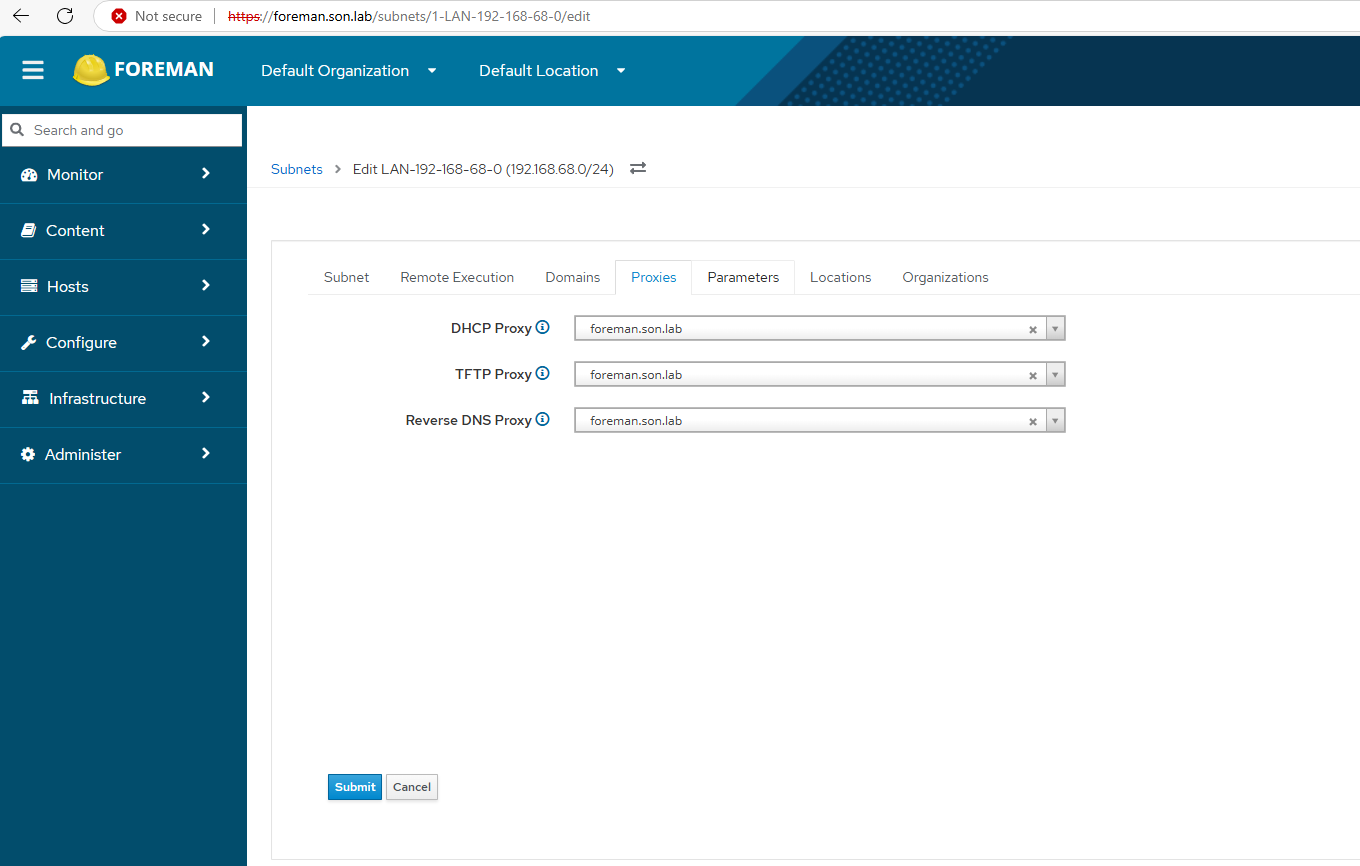 Not secure https://foreman.son.lab/subnets/1-LAN-192-168-68-0/edit
FOREMAN Default Organization Default Location
Search and go
Monitor
Content
Hosts
Configure
Infrastructure
Administer
Subnets > Edit LAN-192-168-68-0 (192.168.68.0/24)
Subnet Remote Execution Domains Proxies Parameters Locations Organizations
DHCP Proxy foreman.son.lab
TFTP Proxy foreman.son.lab
Reverse DNS Proxy foreman.son.lab
Submit Cancel